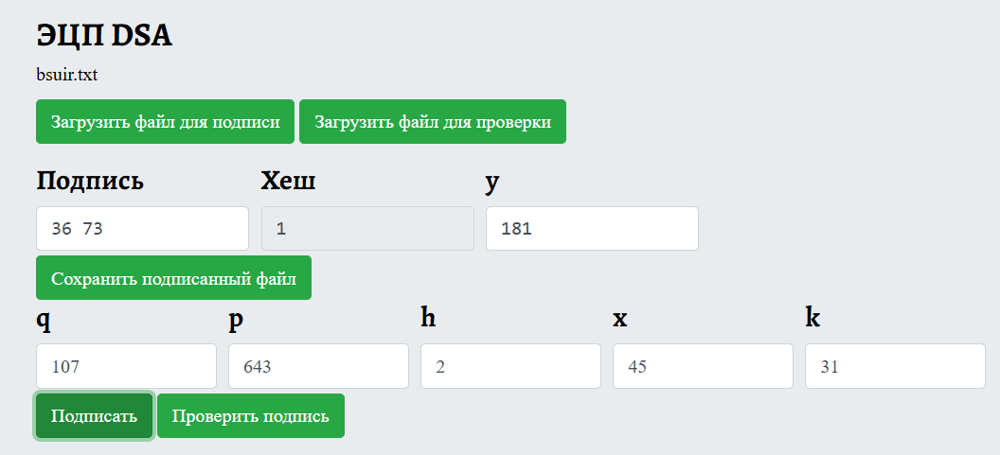 ЭЦП DSA
bsuir.txt
Загрузить файл для подписи Загрузить файл для проверки
Подпись Хеш y
36 73 1 181
Сохранить подписанный файл
q p h x k
107 643 2 45 31
Подписать Проверить подпись